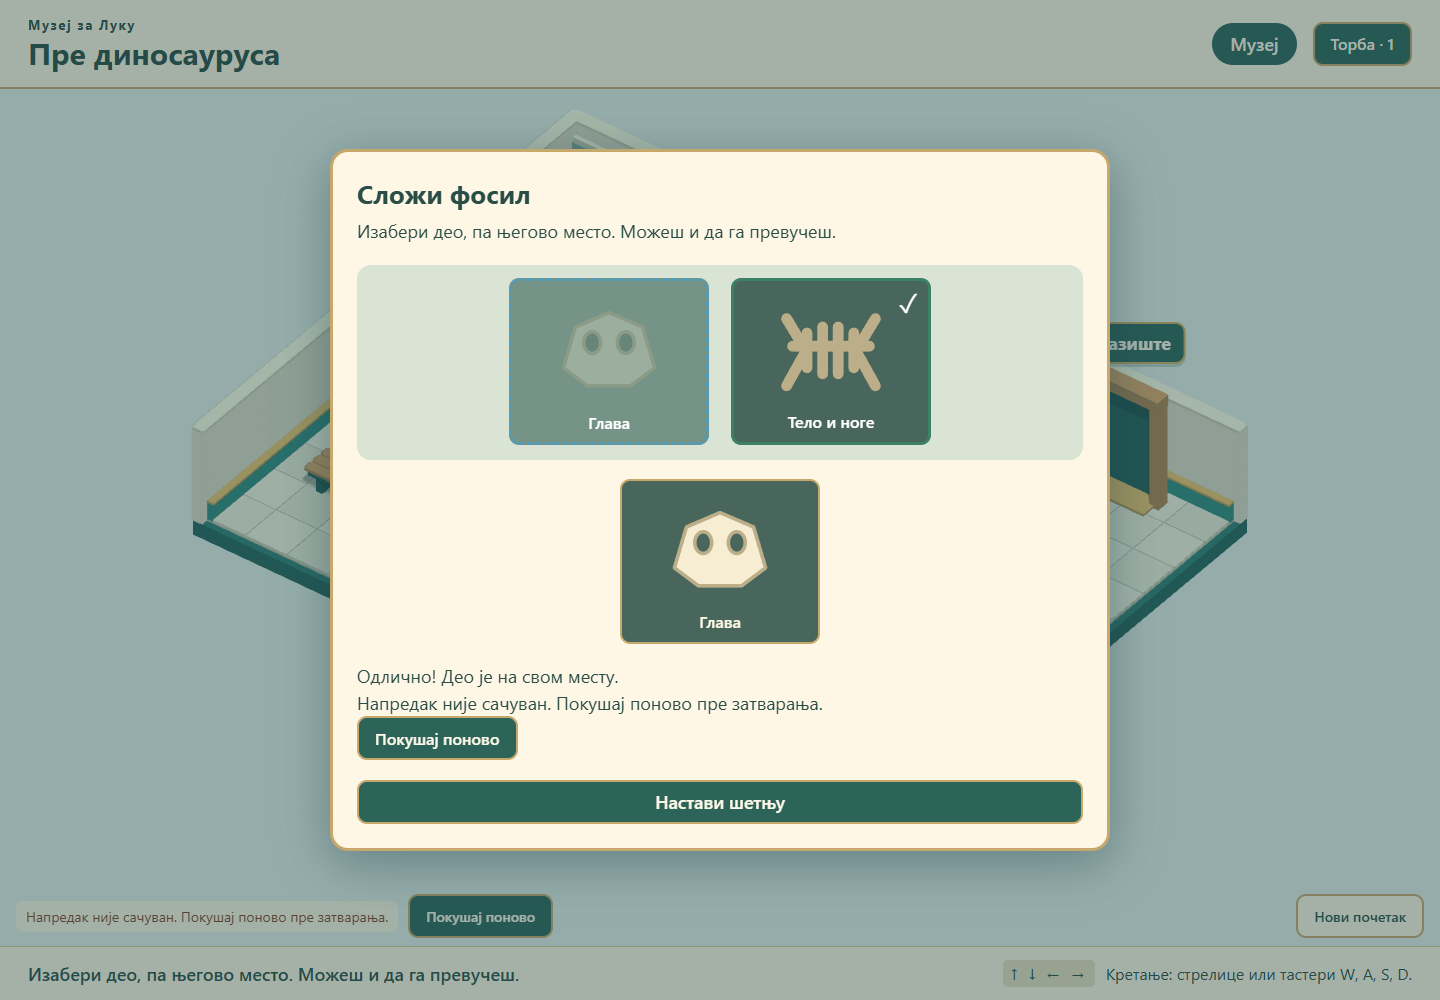 Музеј за Луку
Пре диносауруса
Музеј
Торба · 1
Сложи фосил
Изабери део, па његово место. Можеш и да га превучеш.
Глава
Тело и ноге
Глава
Одлично! Део је на свом месту.
Напредак није сачуван. Покушај поново пре затварања.
Покушај поново
Настави шетњу
Напредак није сачуван. Покушај поново пре затварања.
Покушај поново
Нови почетак
Изабери део, па његово место. Можеш и да га превучеш.
↑ ↓ ← → Кретање: стрелице или тастери W, A, S, D.